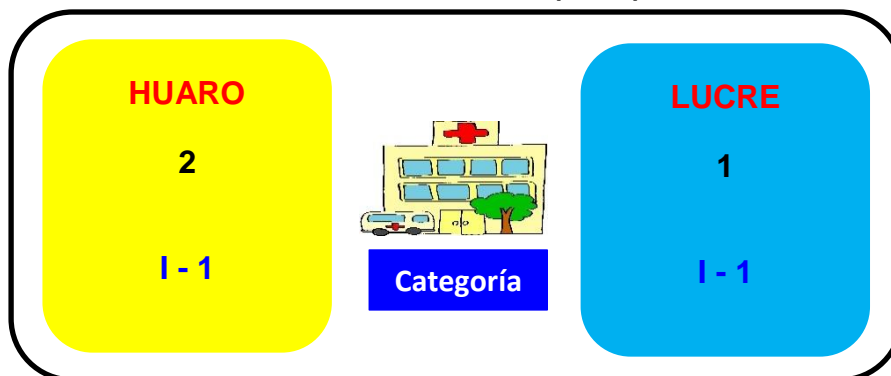 HUARO
2
I - 1
Categoría
LUCRE
1
I - 1